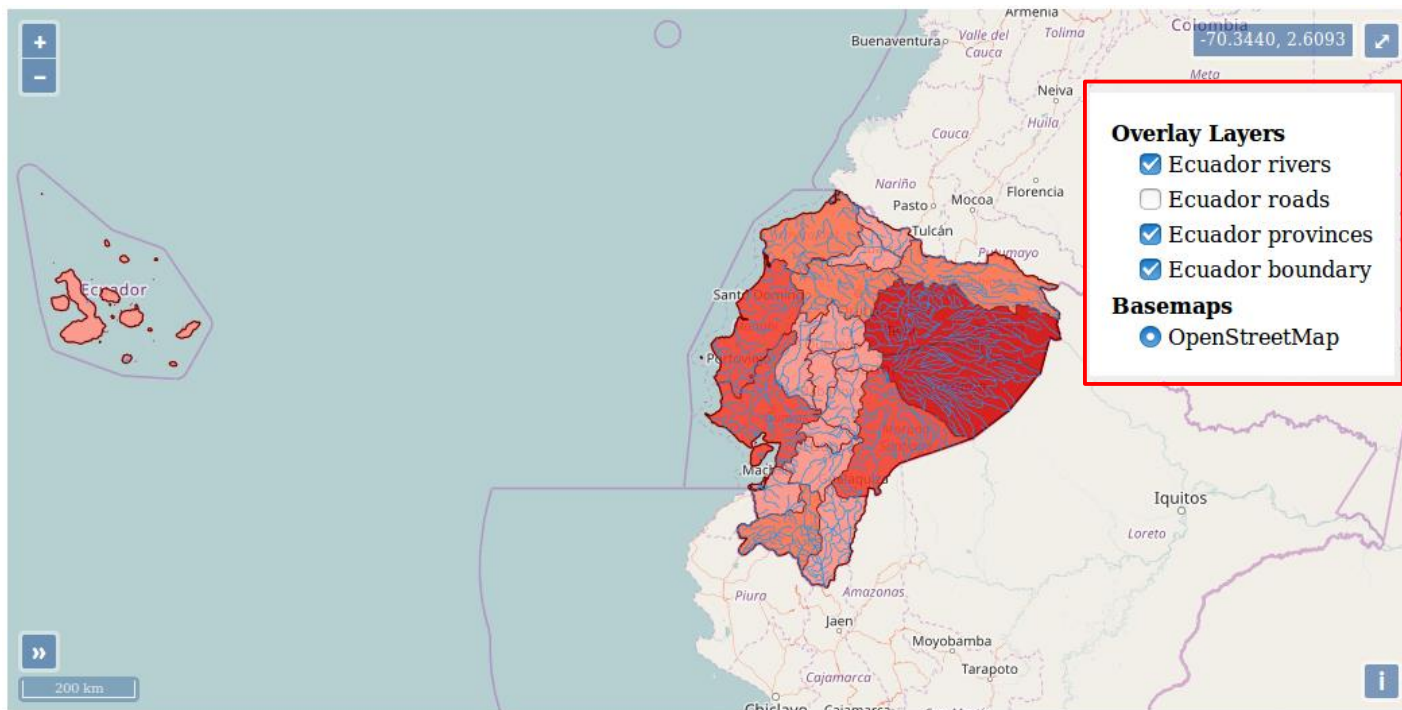 +
−
-70.3440, 2.6093
Armenia
Colombia
Buenaventura
Valle del
Cauca
Tolima
Meta
Neiva
Huila
Cauca
Nariño
Florencia
Pasto
Mocoa
Tulcán
Putumayo
Overlay Layers
Ecuador rivers
Ecuador roads
Ecuador provinces
Ecuador boundary
Basemaps
OpenStreetMap
Ecuador
Iquitos
Loreto
Piura
Amazonas
Jaen
Moyobamba
Tarapoto
Cajamarca
Chiclayo
Cajamarca
»
200 km
i